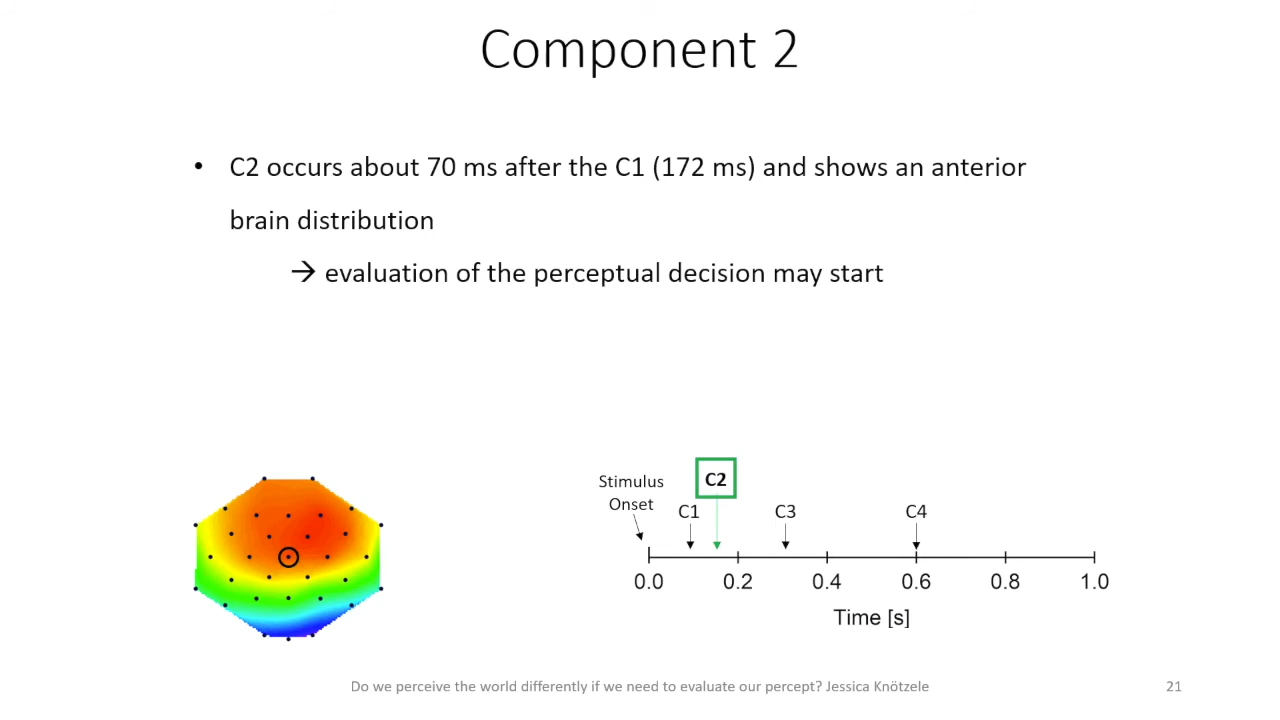 Component 2
• C2 occurs about 70 ms after the C1 (172 ms) and shows an anterior
brain distribution
→ evaluation of the perceptual decision may start
Stimulus
Onset
C1
C2
C3
C4
0.0 0.2 0.4 0.6 0.8 1.0
Time [s]
Do we perceive the world differently if we need to evaluate our percept? Jessica Knötzele
21